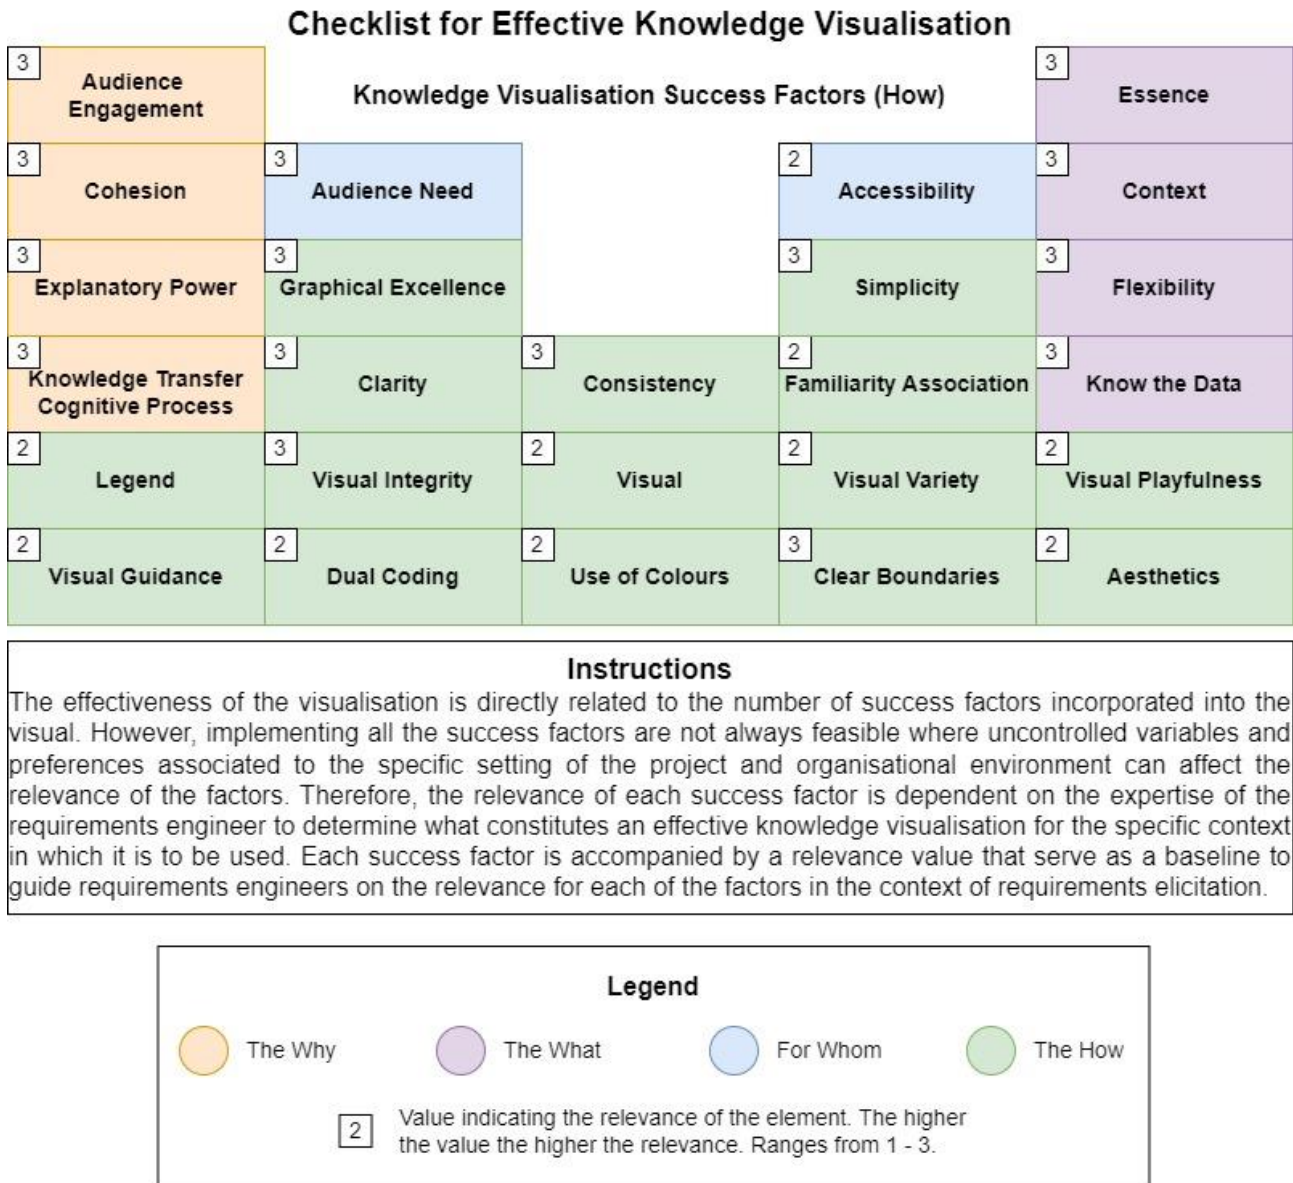 Checklist for Effective Knowledge Visualisation
Knowledge Visualisation Success Factors (How)
3
Audience
Engagement
3
Essence
3
Cohesion
3
Audience Need
2
Accessibility
3
Context
3
Explanatory Power
3
Graphical Excellence
3
Simplicity
3
Flexibility
3
Knowledge Transfer
Cognitive Process
3
Clarity
3
Consistency
2
Familiarity Association
3
Know the Data
2
Legend
3
Visual Integrity
2
Visual
2
Visual Variety
2
Visual Playfulness
2
Visual Guidance
2
Dual Coding
2
Use of Colours
3
Clear Boundaries
2
Aesthetics
Instructions
The effectiveness of the visualisation is directly related to the number of success factors incorporated into the
visual. However, implementing all the success factors are not always feasible where uncontrolled variables and
preferences associated to the specific setting of the project and organisational environment can affect the
relevance of the factors. Therefore, the relevance of each success factor is dependent on the expertise of the
requirements engineer to determine what constitutes an effective knowledge visualisation for the specific context
in which it is to be used. Each success factor is accompanied by a relevance value that serve as a baseline to
guide requirements engineers on the relevance for each of the factors in the context of requirements elicitation.
Legend
The Why
The What
For Whom
The How
2
Value indicating the relevance of the element. The higher
the value the higher the relevance. Ranges from 1 - 3.